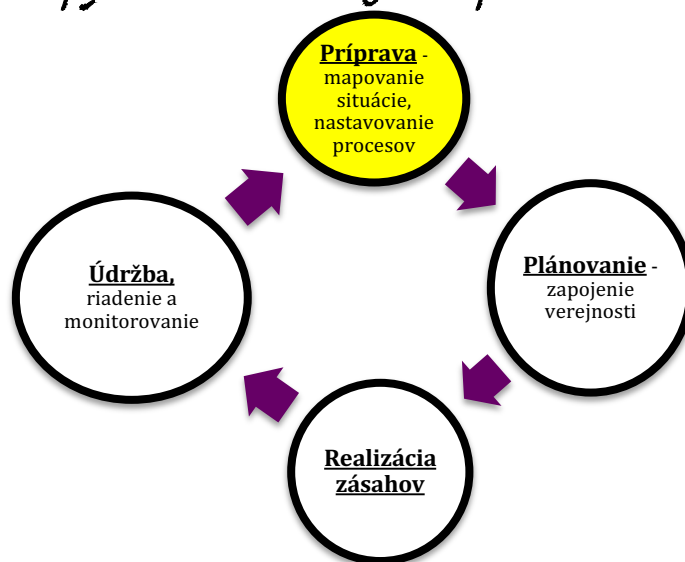 Príprava -
mapovanie
situácie,
nastavovanie
procesov
Plánovanie -
zapojenie
verejnosti
Realizácia
zásahov
Údržba,
riadenie a
monitorovanie